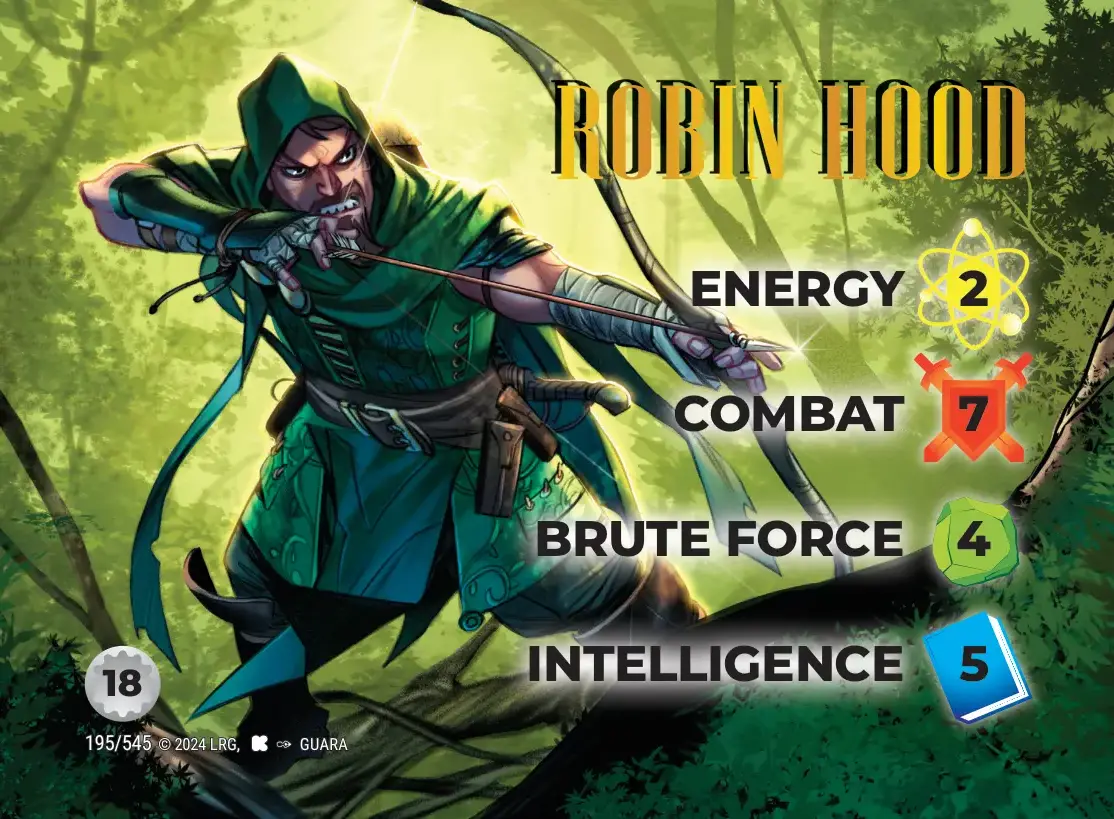 ROBIN HOOD
ENERGY 2
COMBAT 7
BRUTE FORCE 4
INTELLIGENCE 5
18
195/545 © 2024 LRG, K GUARA